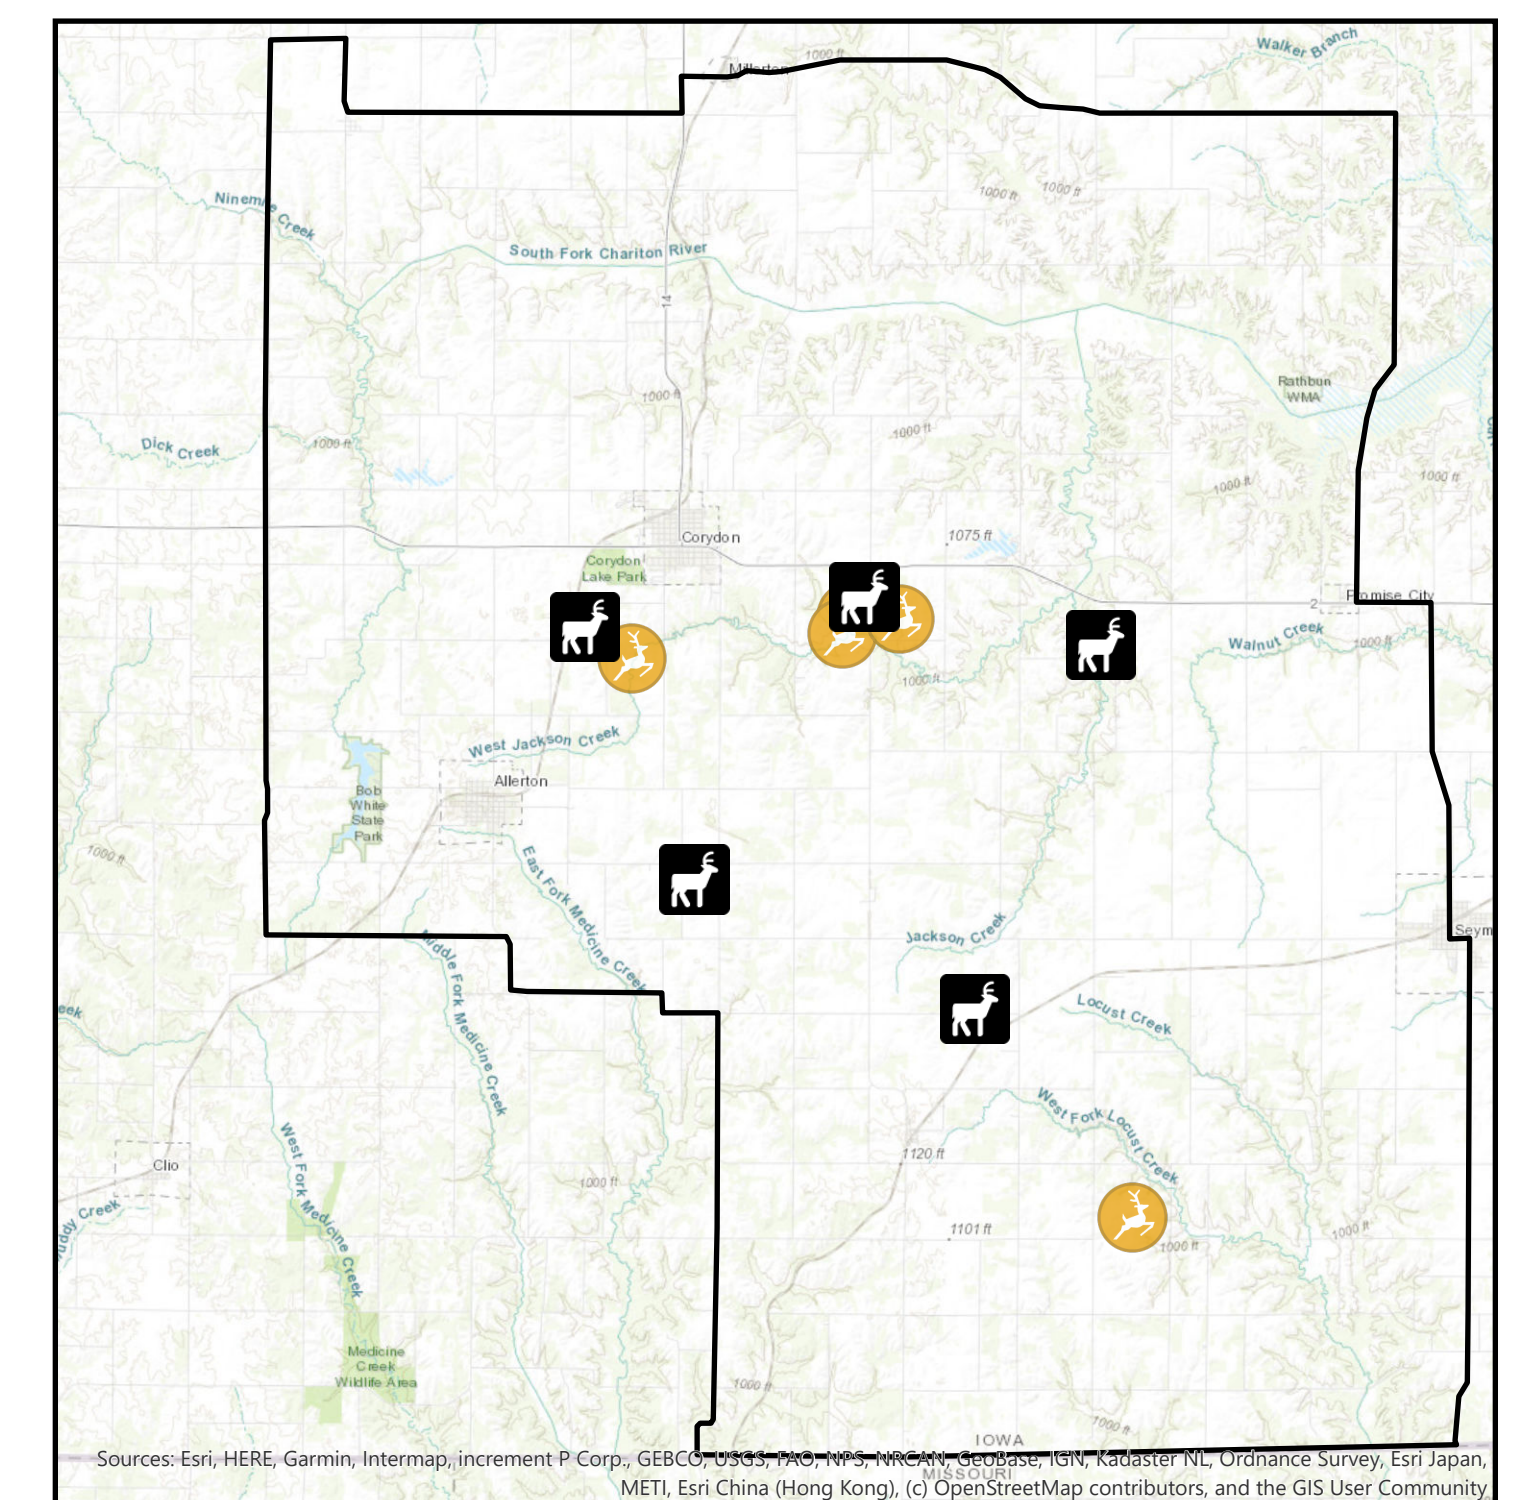 Walker Branch
1000 ft
Millerton
1000 ft
1000 ft
Ninemile Creek
South Fork Chariton River
14
Rathbun
WMA
1000 ft
1000 ft
1000 ft
Dick Creek
1000 ft
1000 ft
Corydon
1075 ft
Corydon
Lake Park
Promise City
2
Walnut Creek
1000 ft
1000 ft
West Jackson Creek
Allerton
Bob
White
State
Park
1000 ft
East Fork Medicine Creek
Jackson Creek
Seym
Middle Fork Medicine Creek
eek
Locust Creek
West Fork Locust Creek
1120 ft
Clio
West Fork Medicine Creek
1000 ft
uddy Creek
1101 ft
1000 ft
1000 ft
Medicine
Creek
Wildlife Area
1000 ft
1000 ft
IOWA
MISSOURI
Sources: Esri, HERE, Garmin, Intermap, increment P Corp., GEBCO, USGS, FAO, NPS, NRCAN, GeoBase, IGN, Kadaster NL, Ordnance Survey, Esri Japan,
METI, Esri China (Hong Kong), (c) OpenStreetMap contributors, and the GIS User Community